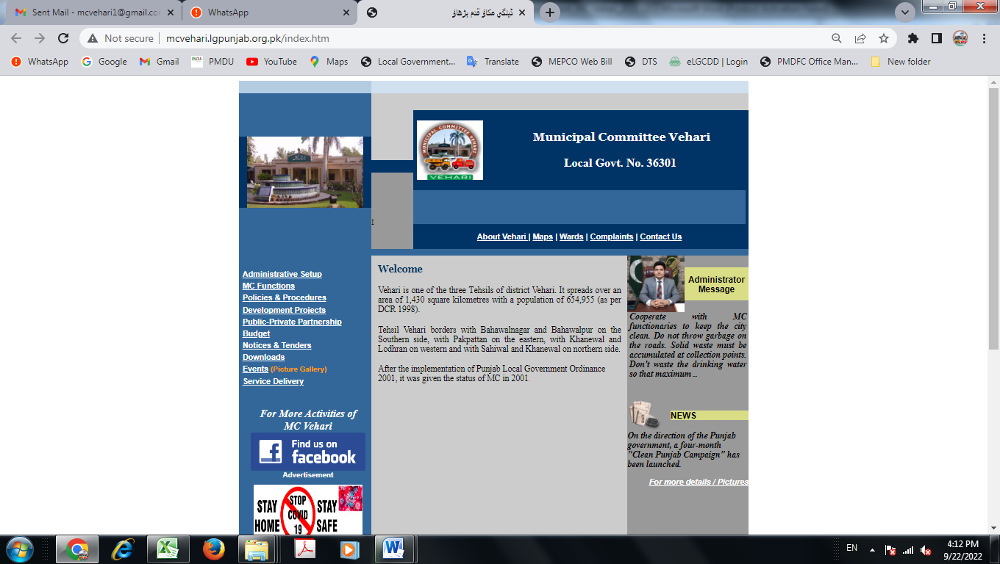 Sent Mail - mcvehari1@gmail.co
WhatsApp
ڈینگی مکاؤ قدم بڑھاؤ
Not secure
mcvehari.lgpunjab.org.pk/index.htm
WhatsApp
Google
Gmail
PMDU
YouTube
Maps
Local Government...
Translate
MEPCO Web Bill
DTS
eLGCDD | Login
PMDFC Office Man...
New folder
MUNICIPAL COMMITTEE VEHARI
VEHARI
Municipal Committee Vehari
Local Govt. No. 36301
About Vehari | Maps | Wards | Complaints | Contact Us
Administrative Setup
MC Functions
Policies & Procedures
Development Projects
Public-Private Partnership
Budget
Notices & Tenders
Downloads
Events (Picture Gallery)
Service Delivery
For More Activities of
MC Vehari
Find us on
facebook
Advertisement
STAY HOME
STOP COVID 19
STAY SAFE
Welcome
Vehari is one of the three Tehsils of district Vehari. It spreads over an
area of 1,430 square kilometres with a population of 654,955 (as per
DCR 1998).
Tehsil Vehari borders with Bahawalnagar and Bahawalpur on the
Southern side, with Pakpattan on the eastern, with Khanewal and
Lodhran on western and with Sahiwal and Khanewal on northern side.
After the implementation of Punjab Local Government Ordinance
2001, it was given the status of MC in 2001.
Administrator
Message
Cooperate with MC
functionaries to keep the city
clean. Do not throw garbage on
the roads. Solid waste must be
accumulated at collection points.
Don't waste the drinking water
so that maximum ..
NEWS
On the direction of the Punjab
government, a four-month
"Clean Punjab Campaign" has
been launched.
For more details / Pictures
EN
4:12 PM
9/22/2022